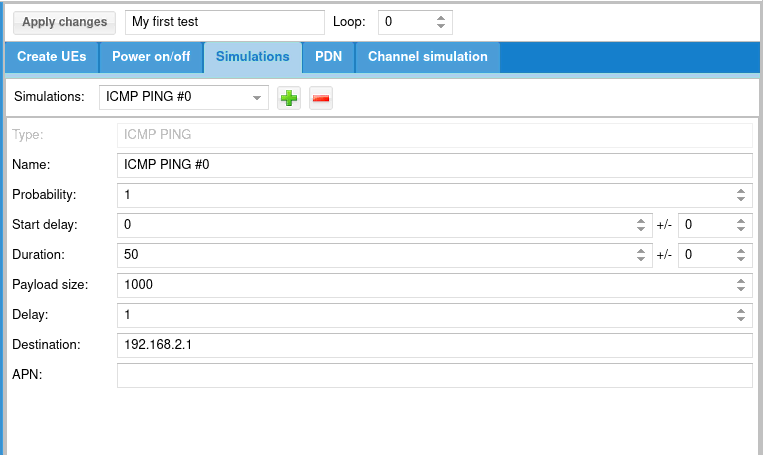 Apply changes My first test Loop: 0
Create UEs Power on/off Simulations PDN Channel simulation
Simulations: ICMP PING #0
Type: ICMP PING
Name: ICMP PING #0
Probability: 1
Start delay: 0 +/- 0
Duration: 50 +/- 0
Payload size: 1000
Delay: 1
Destination: 192.168.2.1
APN: